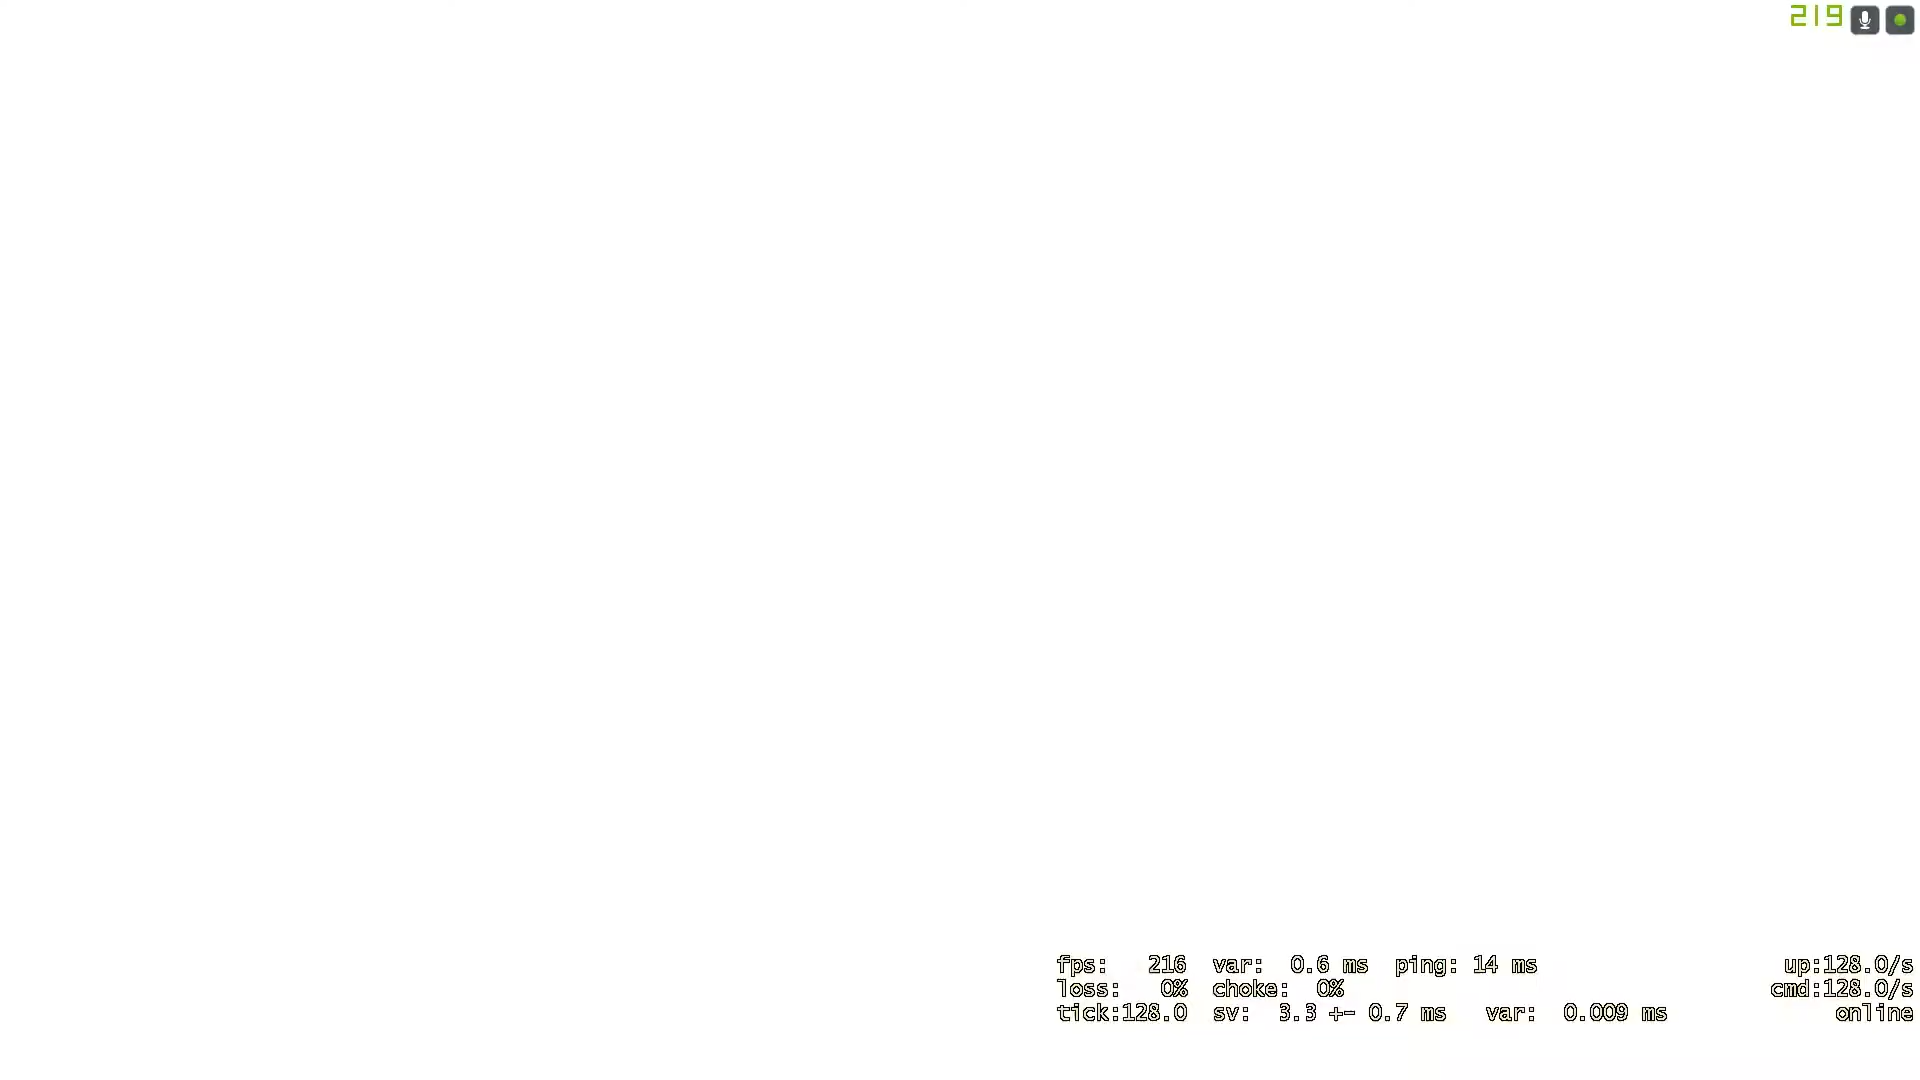 219
fps: 216 var: 0.6 ms ping: 14 ms up:128.0/s
loss: 0% choke: 0% cmd:128.0/s
tick:128.0 sv: 3.3 +- 0.7 ms var: 0.009 ms online